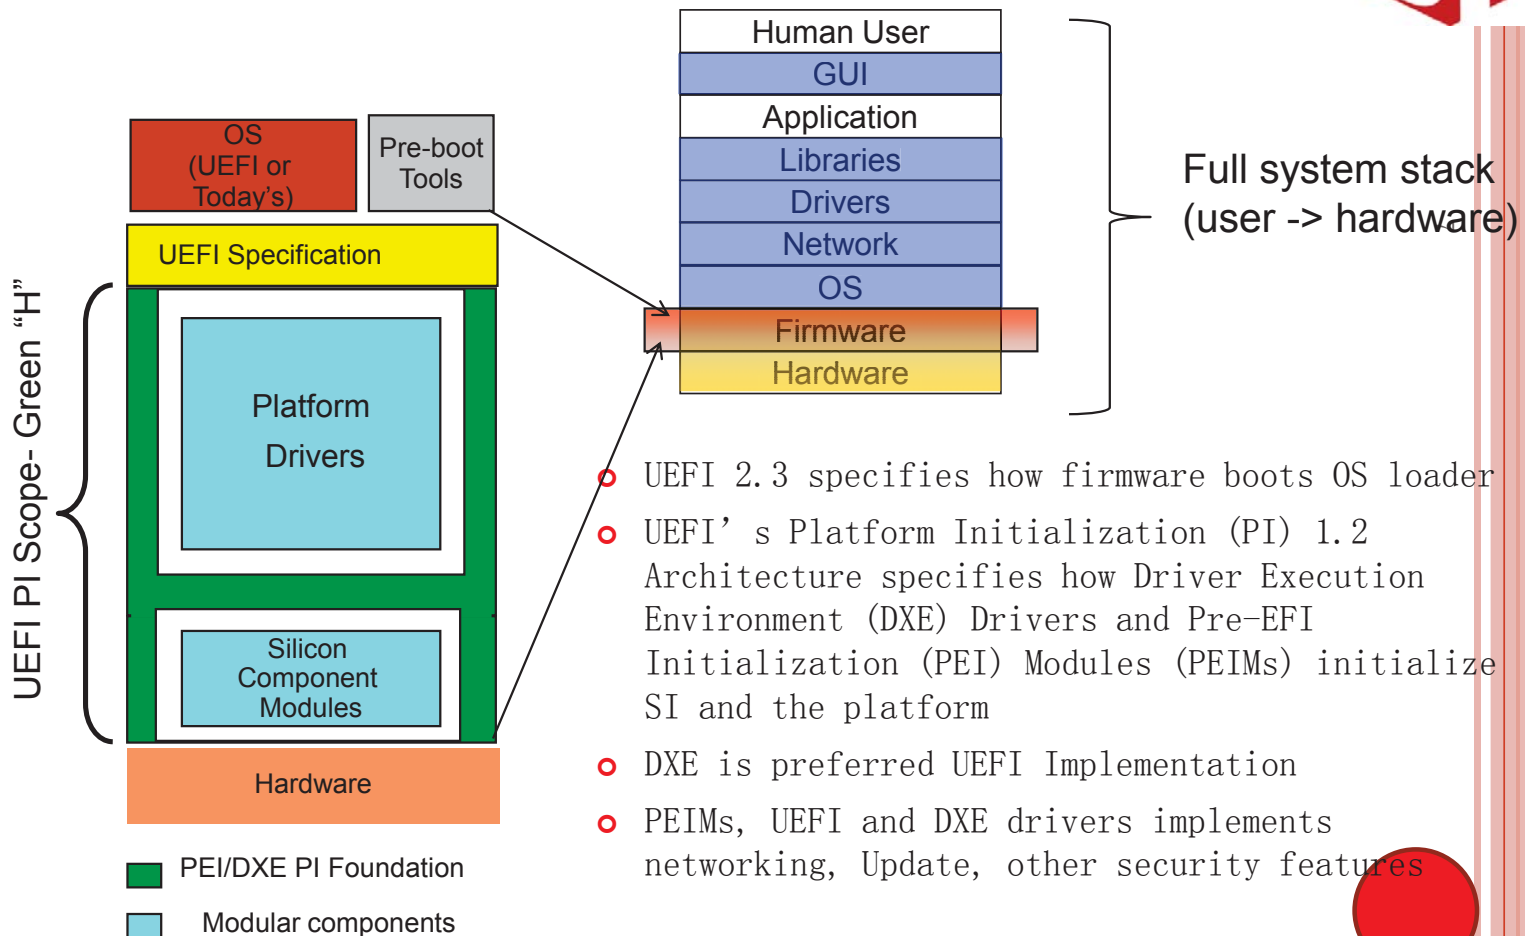 Human User
GUI
Application
Libraries
Drivers
Network
OS
Firmware
Hardware
Full system stack
(user -> hardware)
OS
(UEFI or
Today's)
Pre-boot
Tools
UEFI Specification
UEFI PI Scope- Green “H”
Platform
Drivers
Silicon
Component
Modules
Hardware
PEI/DXE PI Foundation
Modular components
UEFI 2.3 specifies how firmware boots OS loader
UEFI’s Platform Initialization (PI) 1.2
Architecture specifies how Driver Execution
Environment (DXE) Drivers and Pre-EFI
Initialization (PEI) Modules (PEIMs) initialize
SI and the platform
DXE is preferred UEFI Implementation
PEIMs, UEFI and DXE drivers implements
networking, Update, other security features